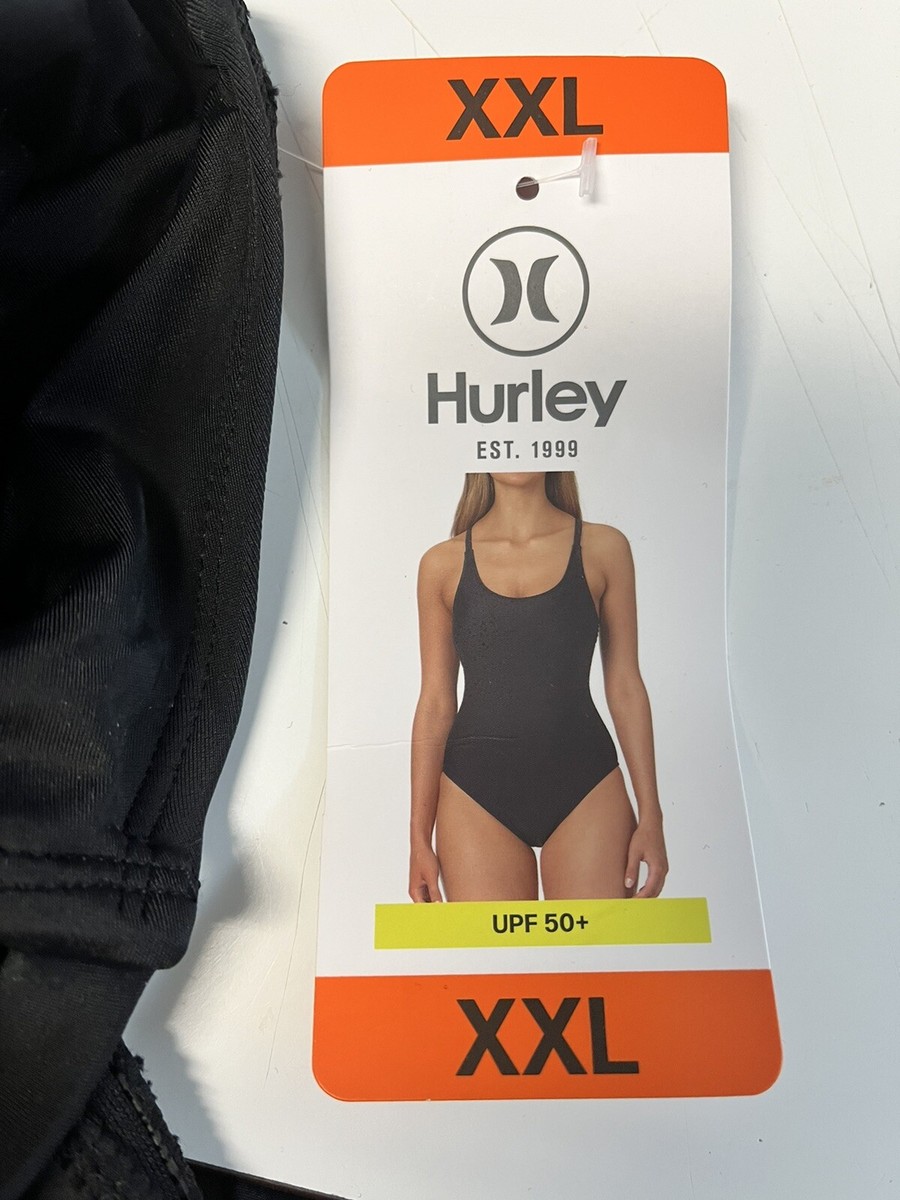 XXL
Hurley
EST. 1999
UPF 50+
XXL